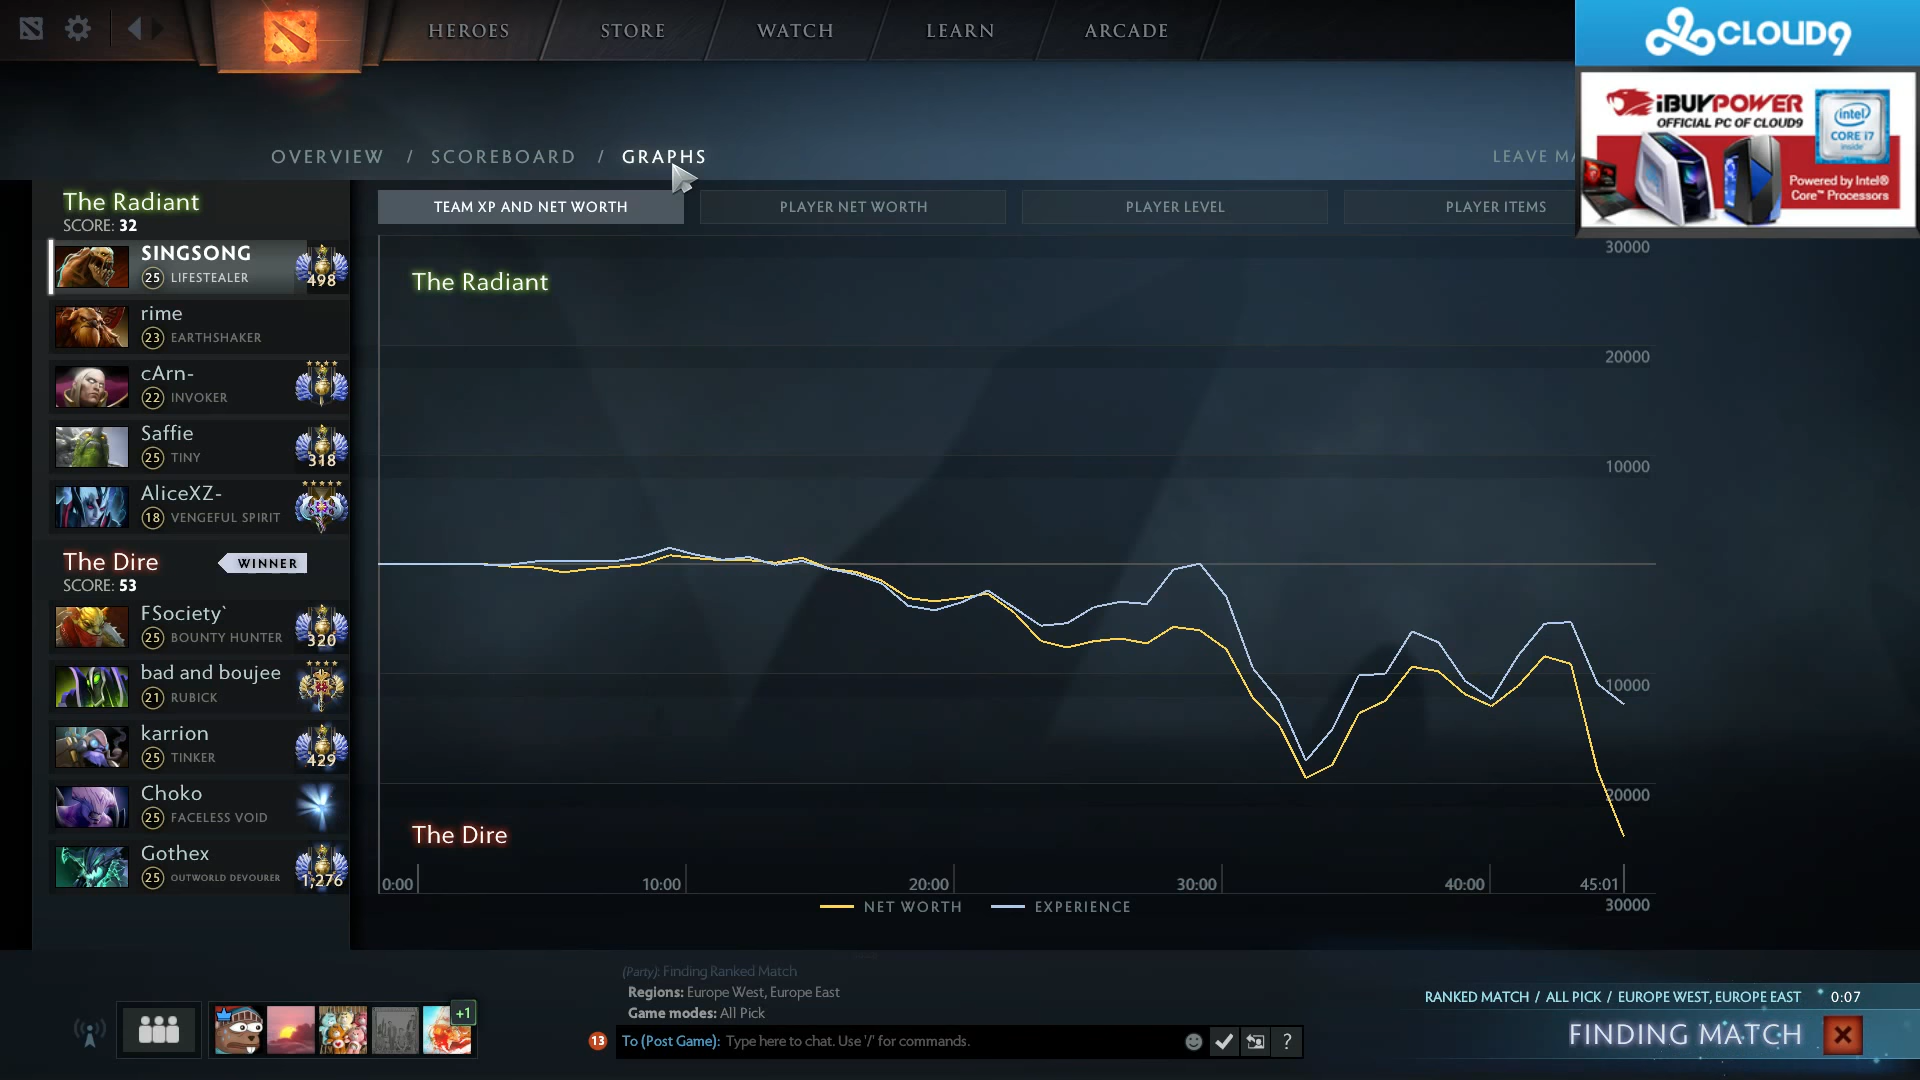 HEROES
STORE
WATCH
LEARN
ARCADE
CLOUD9
iBUYPOWER
OFFICIAL PC OF CLOUD9
intel
CORE i7
inside
Powered by Intel®
Core™ Processors
OVERVIEW / SCOREBOARD / GRAPHS
LEAVE MA
The Radiant
SCORE: 32
TEAM XP AND NET WORTH
PLAYER NET WORTH
PLAYER LEVEL
PLAYER ITEMS
SINGSONG
25 LIFESTEALER
498
rime
23 EARTHSHAKER
cArn-
22 INVOKER
Saffie
25 TINY
318
AliceXZ-
18 VENGEFUL SPIRIT
The Dire
WINNER
SCORE: 53
FSociety`
25 BOUNTY HUNTER
320
bad and boujee
21 RUBICK
karrion
25 TINKER
429
Choko
25 FACELESS VOID
Gothex
25 OUTWORLD DEVOURER
1,276
The Radiant
30000
20000
10000
10000
20000
30000
The Dire
0:00
10:00
20:00
30:00
40:00
45:01
NET WORTH
EXPERIENCE
(Party): Finding Ranked Match
Regions: Europe West, Europe East
Game modes: All Pick
13
To (Post Game): Type here to chat. Use '/' for commands.
?
+1
RANKED MATCH / ALL PICK / EUROPE WEST, EUROPE EAST
0:07
FINDING MATCH